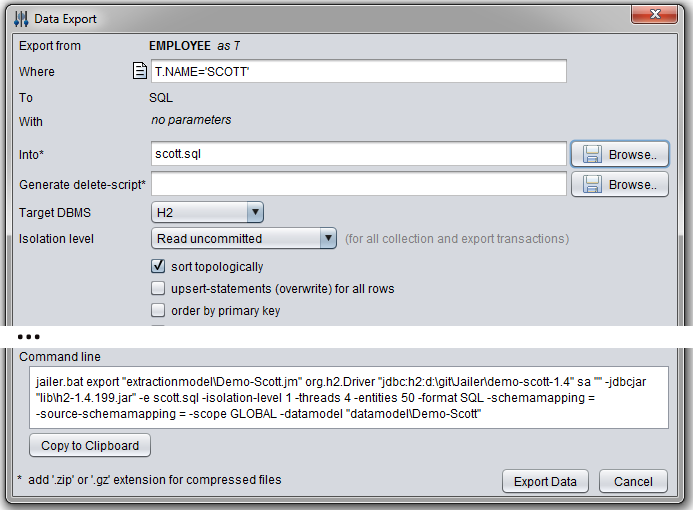 Data Export
Export from EMPLOYEE as T
Where T.NAME='SCOTT'
To SQL
With no parameters
Into* scott.sql Browse..
Generate delete-script* Browse..
Target DBMS H2
Isolation level Read uncommitted (for all collection and export transactions)
sort topologically
upsert-statements (overwrite) for all rows
order by primary key
...
Command line
jailer.bat export "extractionmodel\Demo-Scott.jm" org.h2.Driver "jdbc:h2:d:\git\Jailer\demo-scott-1.4" sa "" -jdbcjar
"lib\h2-1.4.199.jar" -e scott.sql -isolation-level 1 -threads 4 -entities 50 -format SQL -schemamapping =
-source-schemamapping = -scope GLOBAL -datamodel "datamodel\Demo-Scott"
Copy to Clipboard
* add '.zip' or '.gz' extension for compressed files Export Data Cancel